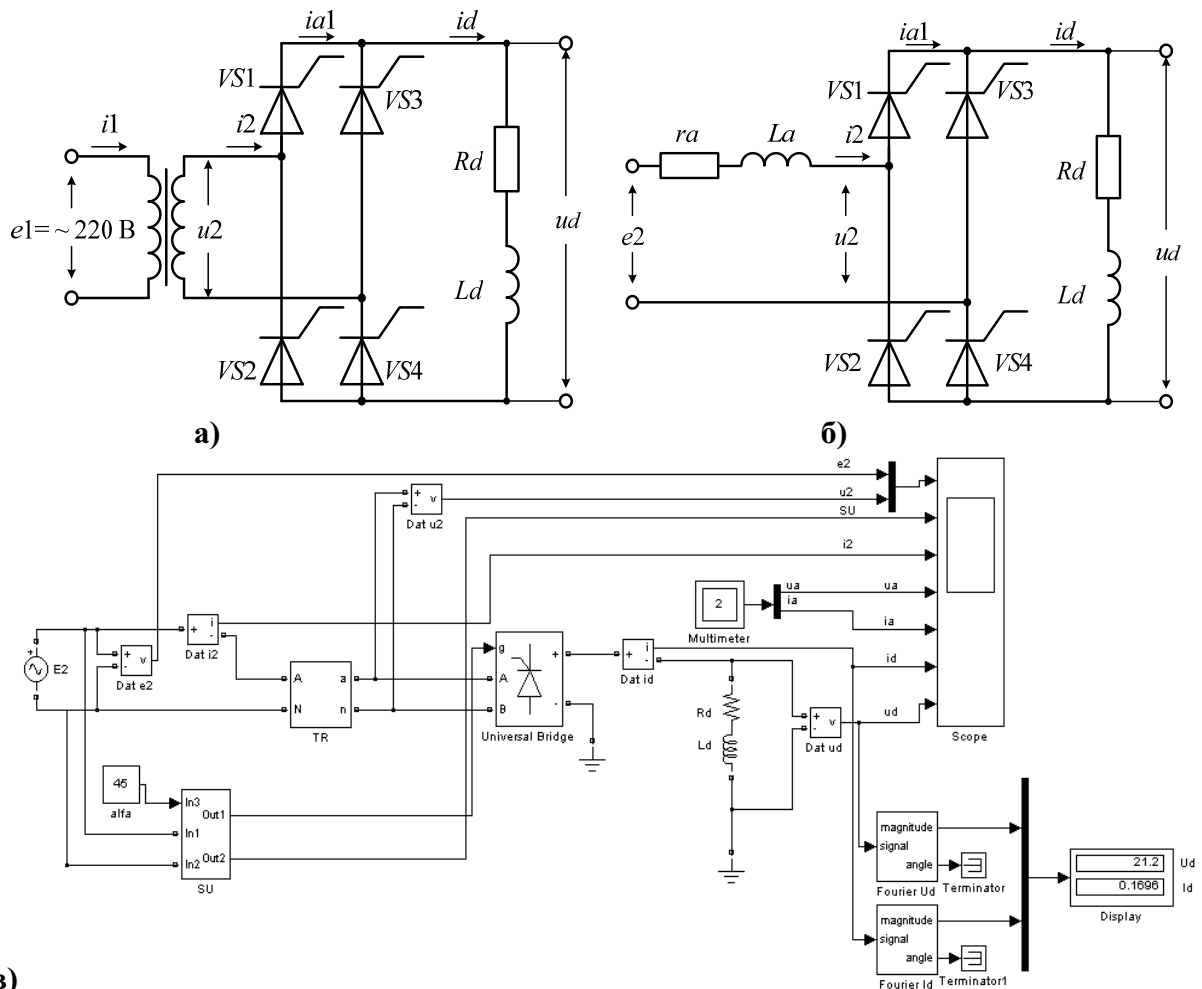 ia1 id
VS1 VS3
i1 i2
Rd
e1= ~ 220 В u2 ud
Ld
VS2 VS4
а)
ia1 id
VS1 VS3
ra La i2
Rd
e2 u2 ud
Ld
VS2 VS4
б)
e2
u2
SU
i2
ua ua
ia ia
id
ud
Scope
+ - v
Dat u2
2
Multimeter
+ E2
+ - v
Dat e2
+ i -
Dat i2
A a
N n
TR
g + A B -
Universal Bridge
+ i -
Dat id
Rd
Ld
+ - v
Dat ud
45
alfa
In3
Out1
In1
Out2
In2
SU
magnitude
signal
angle
Fourier Ud
Terminator
magnitude
signal
angle
Fourier Id
Terminator1
21.2 Ud
0.1696 Id
Display
в)